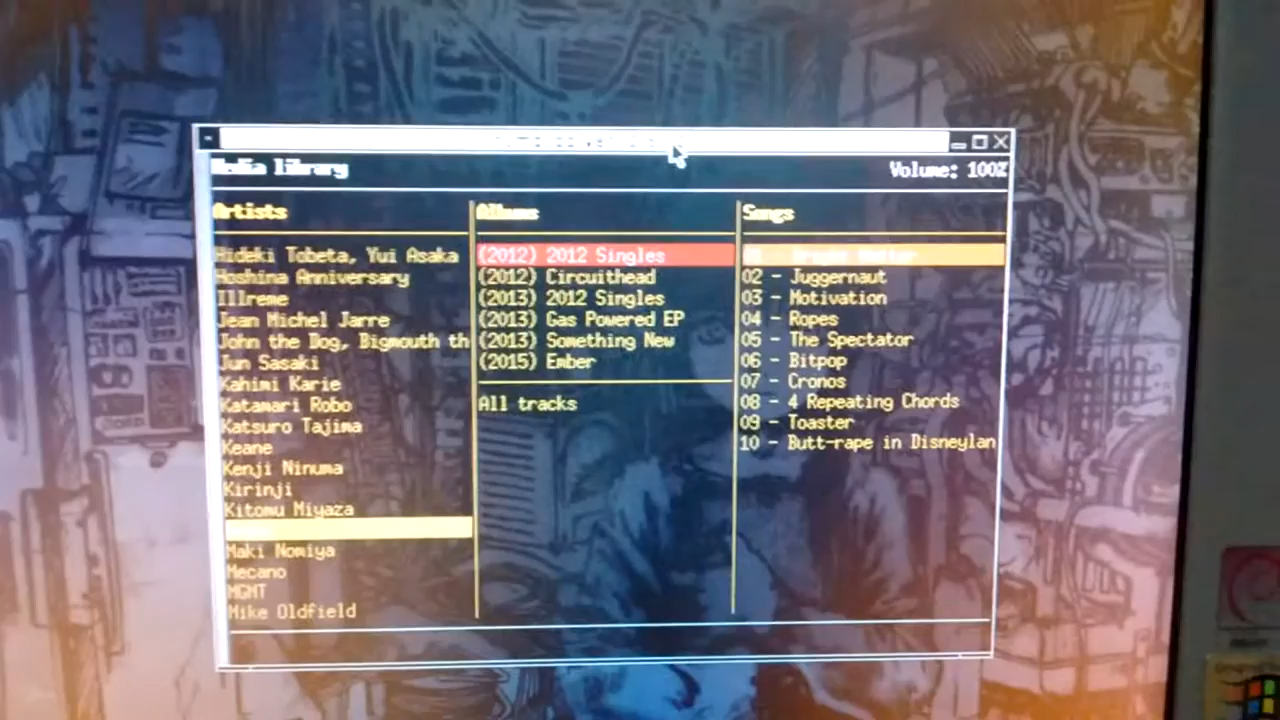 Media library
Volume: 100%
Artists
Hideki Tobeta, Yui Asaka
Hoshina Anniversary
Illreme
Jean Michel Jarre
John the Dog, Bigmouth th
Jun Sasaki
Kahimi Karie
Katamari Robo
Katsuro Tajima
Keane
Kenji Ninuma
Kirinji
Kitomu Miyaza
Maki Nomiya
Mecano
MGMT
Mike Oldfield
Albums
(2012) 2012 Singles
(2012) Circuithead
(2013) 2012 Singles
(2013) Gas Powered EP
(2013) Something New
(2015) Ember
All tracks
Songs
02 - Juggernaut
03 - Motivation
04 - Ropes
05 - The Spectator
06 - Bitpop
07 - Cronos
08 - 4 Repeating Chords
09 - Toaster
10 - Butt-rape in Disneylan